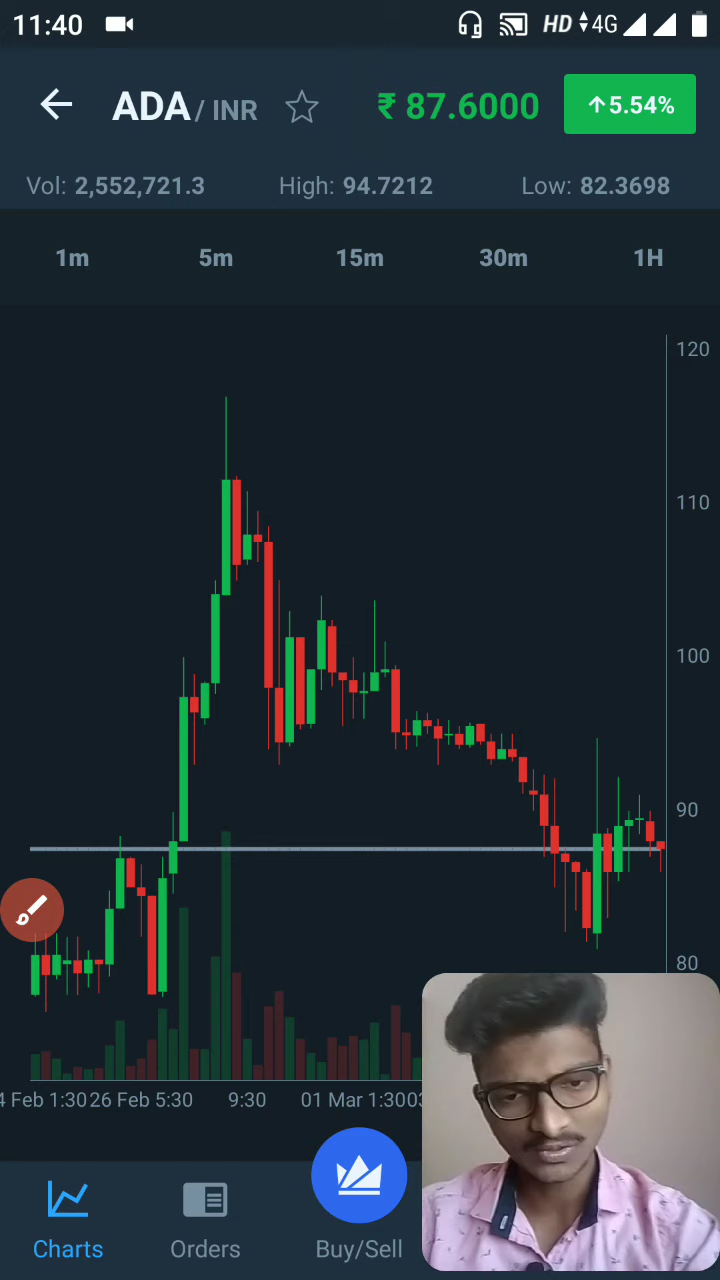 11:40 HD 4G
ADA / INR ₹ 87.6000 ↑5.54%
Vol: 2,552,721.3 High: 94.7212 Low: 82.3698
1m 5m 15m 30m 1H
120
110
100
90
80
4 Feb 1:30 26 Feb 5:30 9:30 01 Mar 1:30 03
Charts Orders Buy/Sell